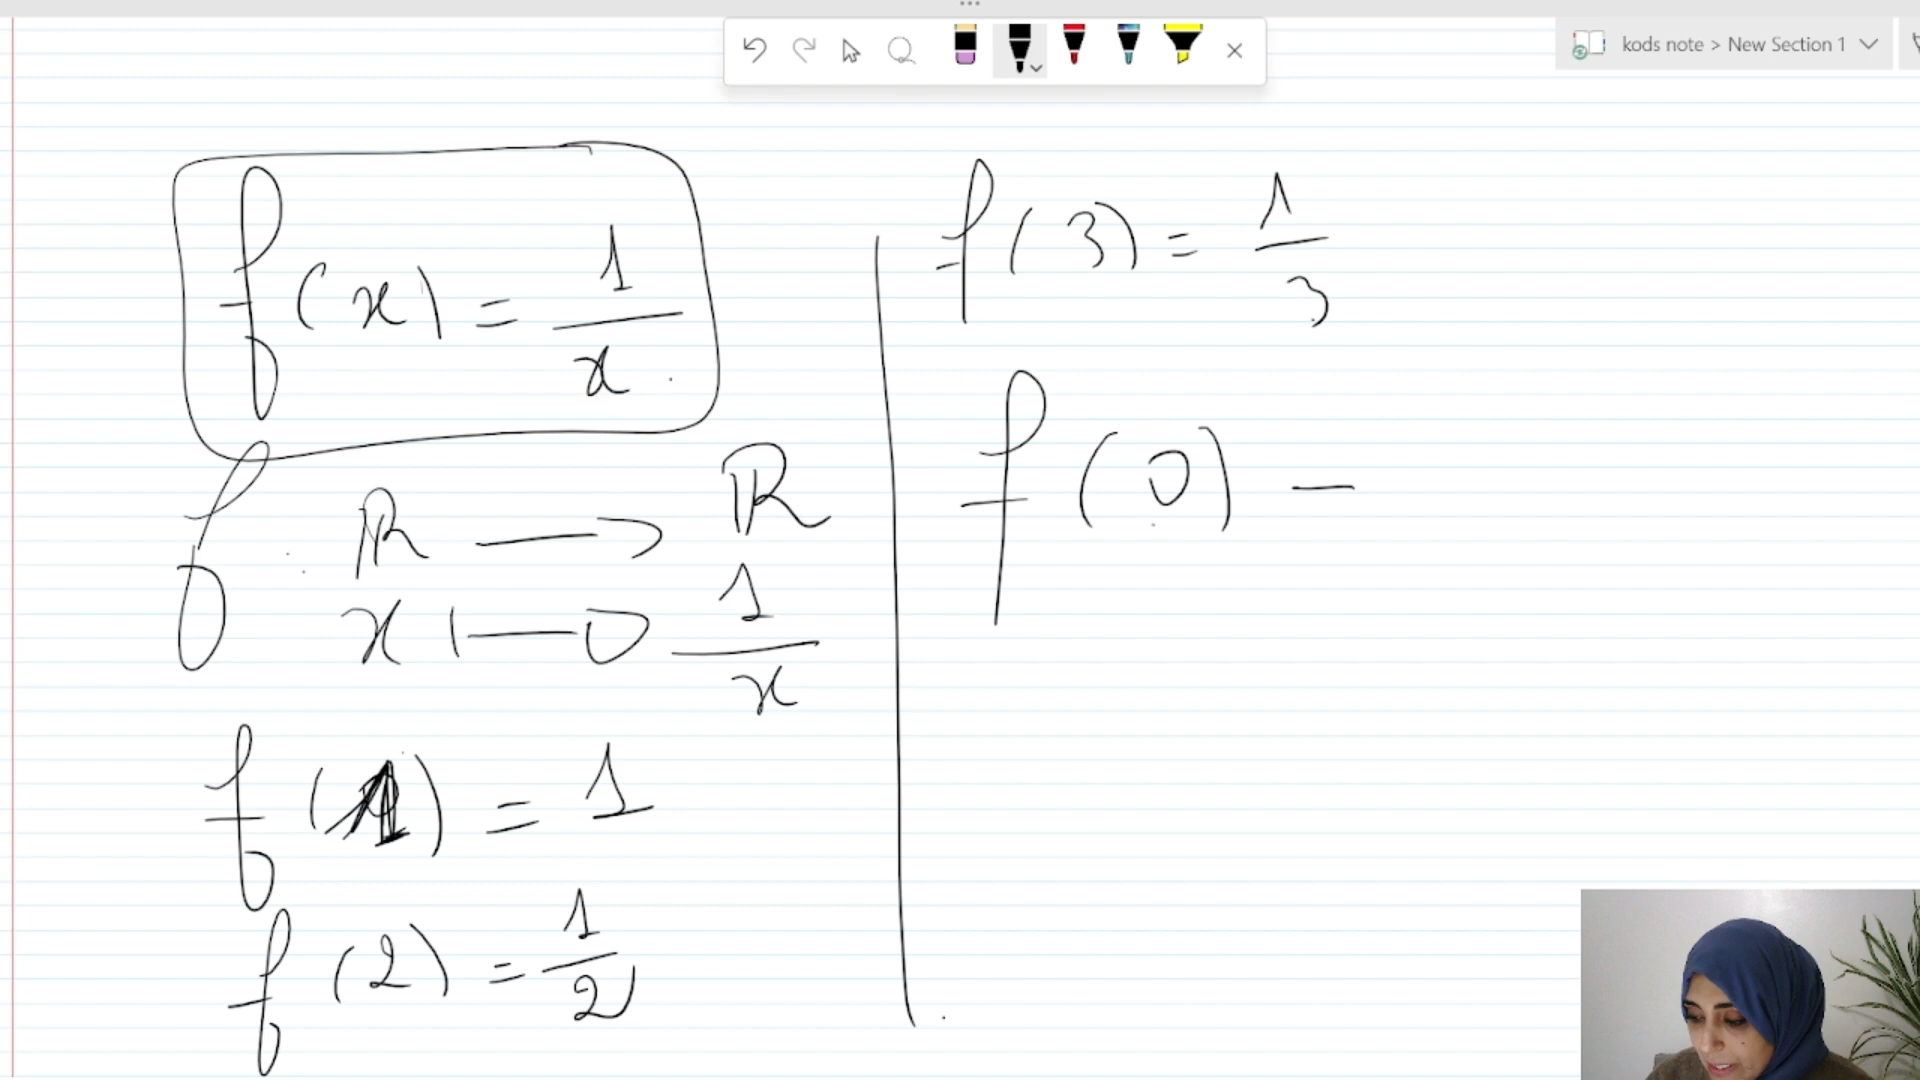 kods note > New Section 1
f(x) = 1/x
f ℝ → ℝ
x ↦ 1/x
f(1) = 1
f(2) = 1/2
f(3) = 1/3
f(0) —